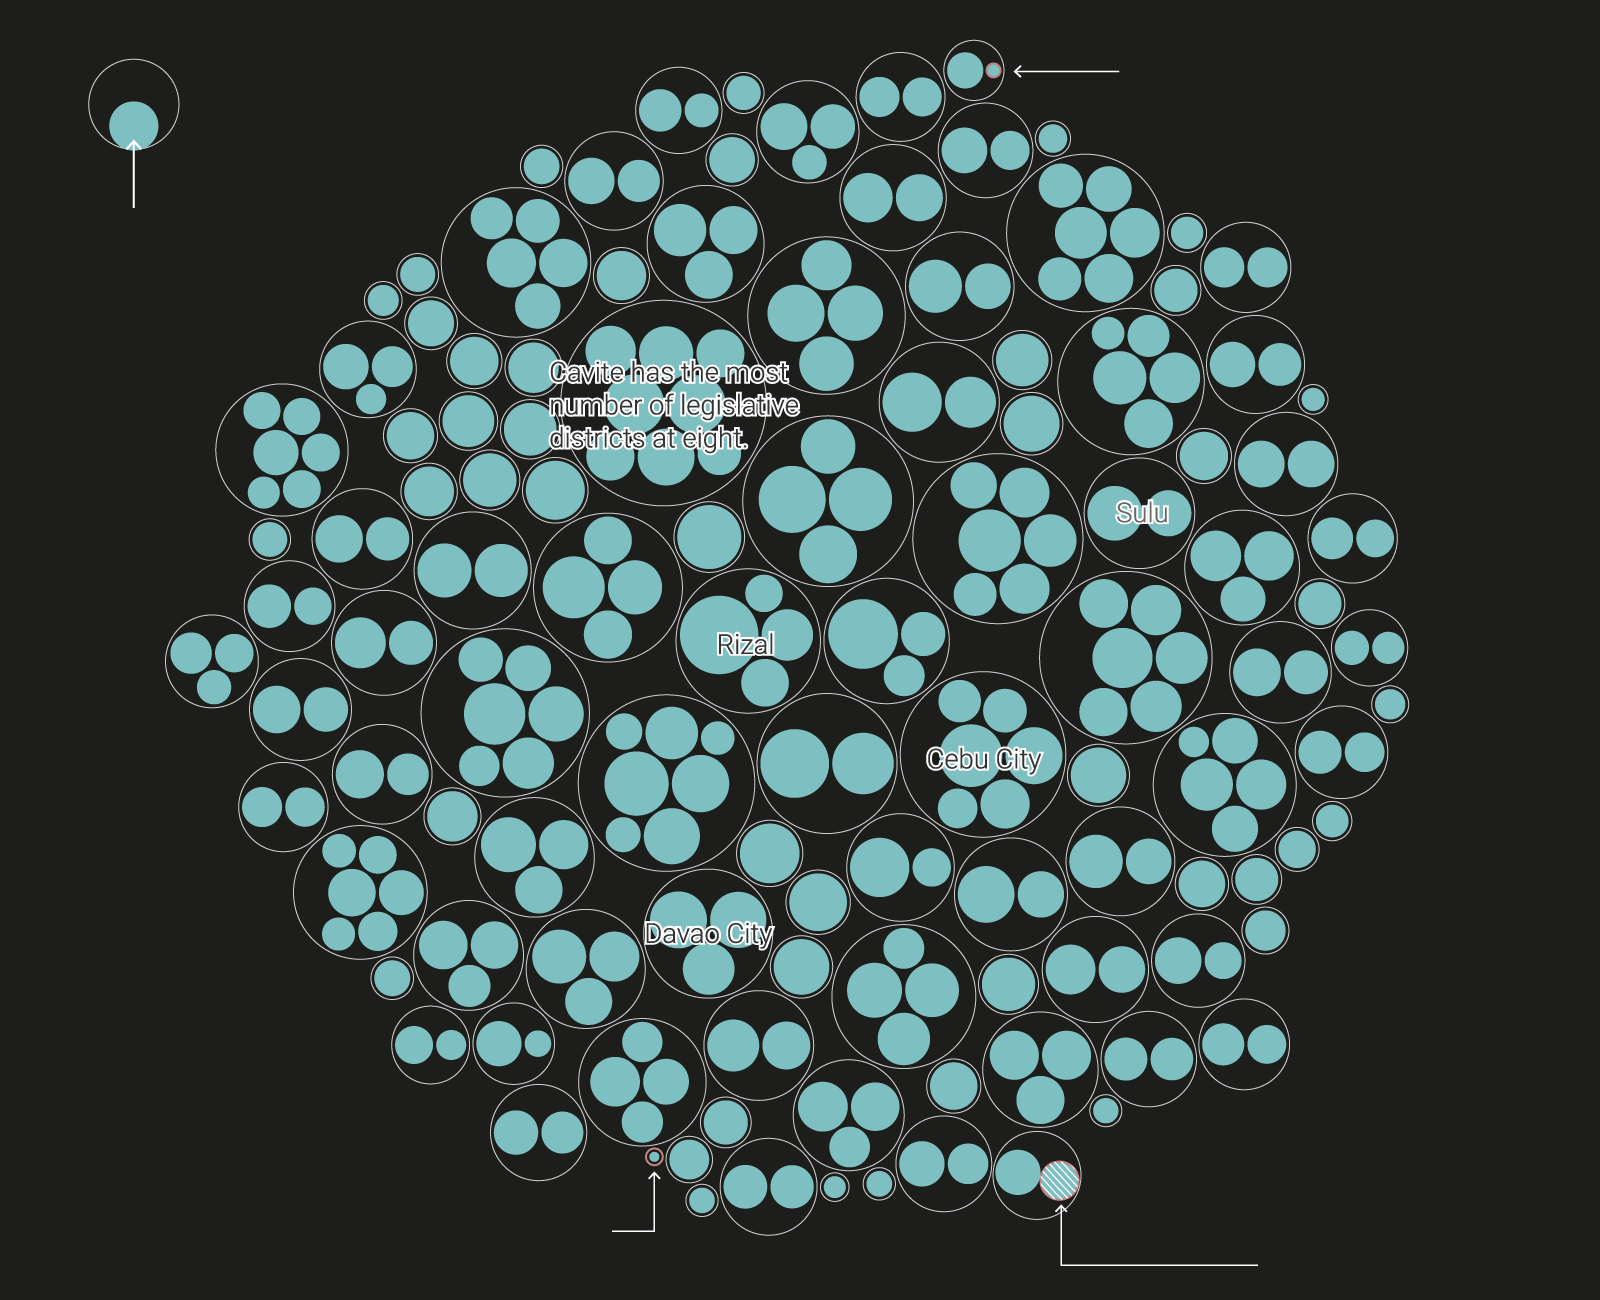 Cavite has the most
number of legislative
districts at eight.
Sulu
Rizal
Cebu City
Davao City